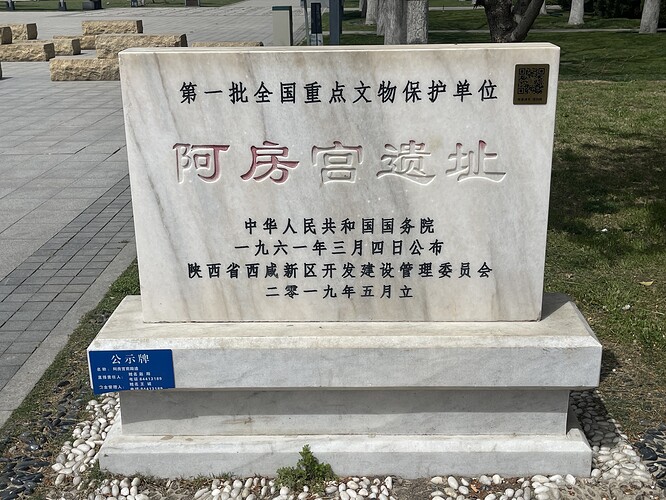 第一批全国重点文物保护单位
阿房宫遗址
中华人民共和国国务院
一九六一年三月四日公布
陕西省西咸新区开发建设管理委员会
二零一九年五月立
公示牌